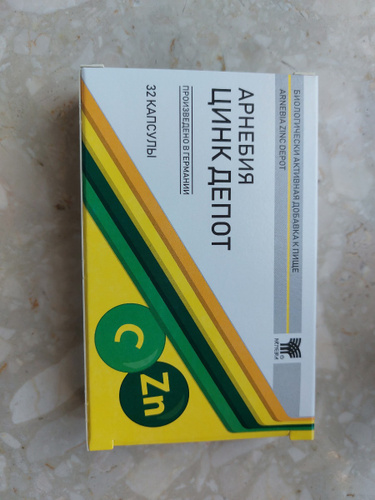 БИОЛОГИЧЕСКИ АКТИВНАЯ ДОБАВКА К ПИЩЕ
ARNEBIA ZINC DEPOT
АРНЕБИЯ
ЦИНК ДЕПОТ
ПРОИЗВЕДЕНО В ГЕРМАНИИ
32 КАПСУЛЫ
C
Zn